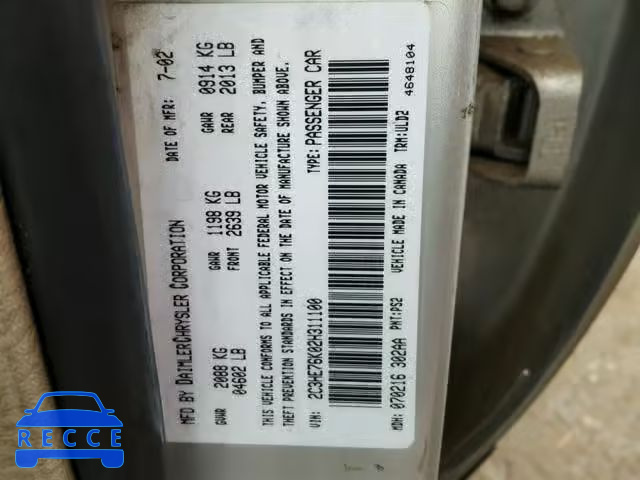 MFD BY DAIMLERCHRYSLER CORPORATION DATE OF MFR: 7-02
GVWR 2088 KG 04602 LB GAWR FRONT 1198 KG 2639 LB GAWR REAR 0914 KG 2013 LB
THIS VEHICLE CONFORMS TO ALL APPLICABLE FEDERAL MOTOR VEHICLE SAFETY, BUMPER AND
THEFT PREVENTION STANDARDS IN EFFECT ON THE DATE OF MANUFACTURE SHOWN ABOVE.
VIN: 2C3HE76K02H311100 TYPE: PASSENGER CAR
MDH: 070216 302AA PNT:PS2 VEHICLE MADE IN CANADA TRM:ULD2
4648104
RECCE